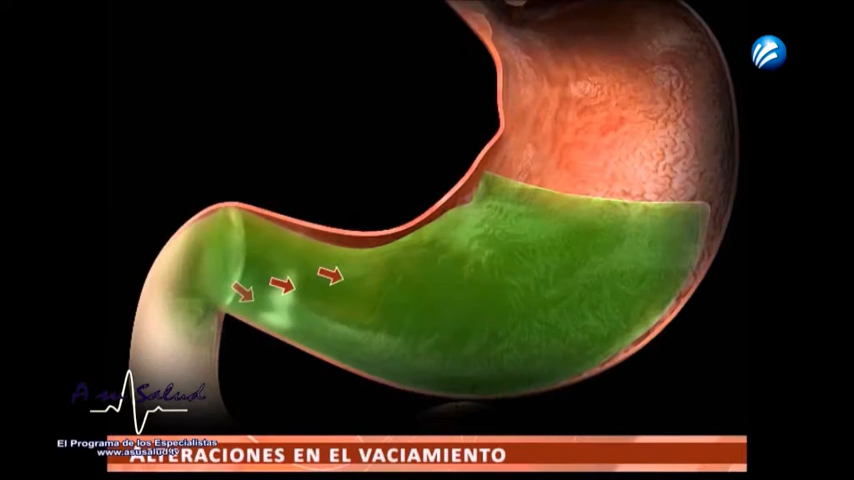 A su Salud
El Programa de los Especialistas
www.asusalud.tv
ALTERACIONES EN EL VACIAMIENTO